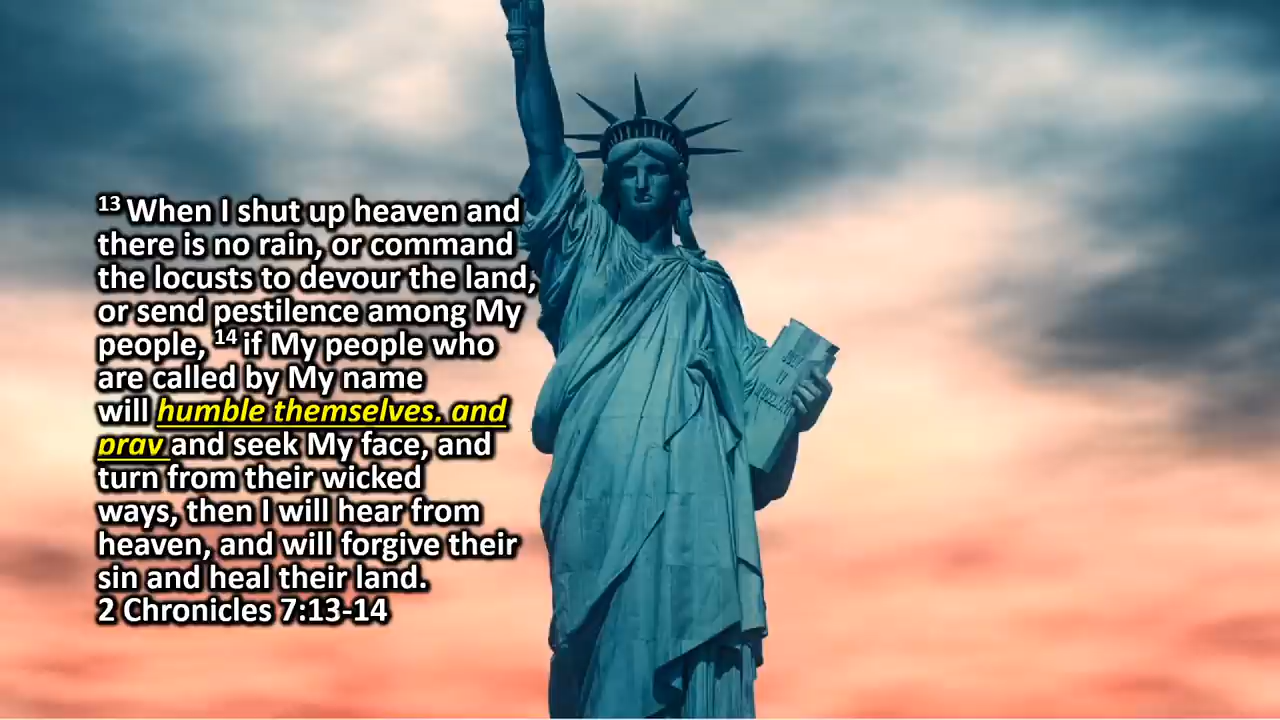 13 When I shut up heaven and
there is no rain, or command
the locusts to devour the land,
or send pestilence among My
people, 14 if My people who
are called by My name
will humble themselves, and
pray and seek My face, and
turn from their wicked
ways, then I will hear from
heaven, and will forgive their
sin and heal their land.
2 Chronicles 7:13-14